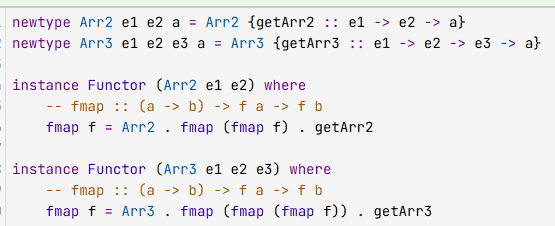 newtype Arr2 e1 e2 a = Arr2 {getArr2 :: e1 -> e2 -> a}
newtype Arr3 e1 e2 e3 a = Arr3 {getArr3 :: e1 -> e2 -> e3 -> a}
instance Functor (Arr2 e1 e2) where
    -- fmap :: (a -> b) -> f a -> f b
    fmap f = Arr2 . fmap (fmap f) . getArr2
instance Functor (Arr3 e1 e2 e3) where
    -- fmap :: (a -> b) -> f a -> f b
    fmap f = Arr3 . fmap (fmap (fmap f)) . getArr3